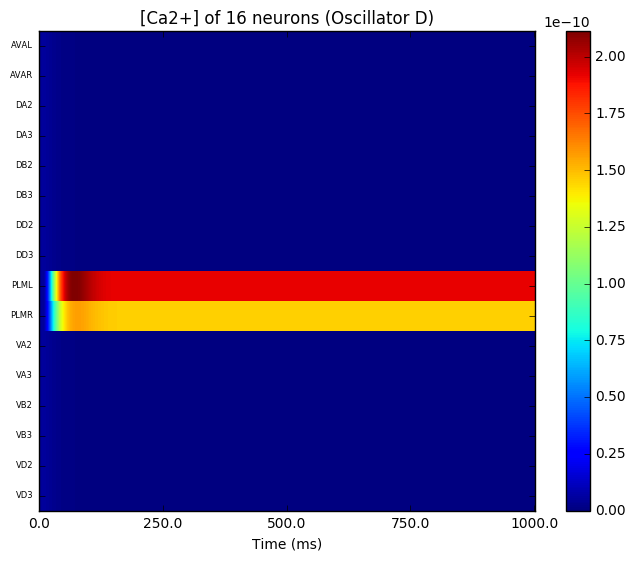 [Ca2+] of 16 neurons (Oscillator D)
1e−10
AVAL
AVAR
DA2
DA3
DB2
DB3
DD2
DD3
PLML
PLMR
VA2
VA3
VB2
VB3
VD2
VD3
0.0 250.0 500.0 750.0 1000.0
Time (ms)
2.00
1.75
1.50
1.25
1.00
0.75
0.50
0.25
0.00